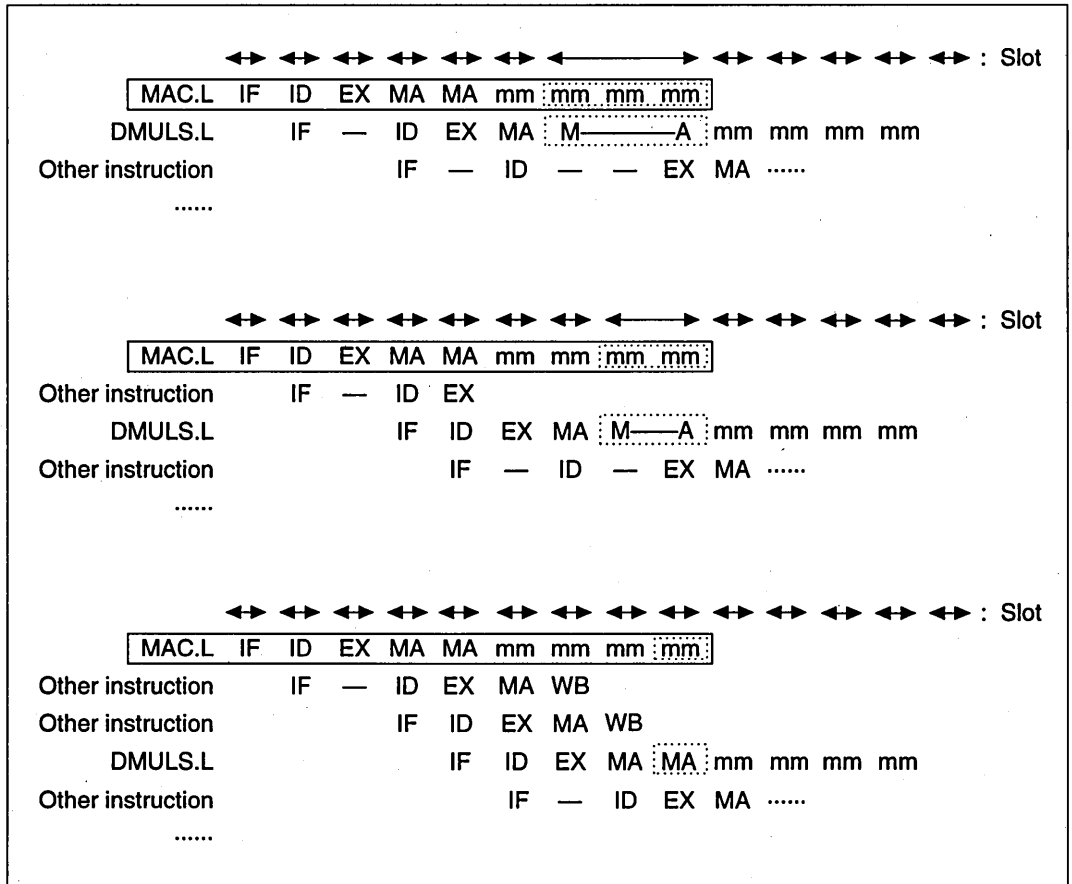 : Slot
MAC.L IF ID EX MA MA mm mm mm mm
DMULS.L IF — ID EX MA M———A mm mm mm mm
Other instruction IF — ID — — EX MA ······
······
: Slot
MAC.L IF ID EX MA MA mm mm mm mm
Other instruction IF — ID EX
DMULS.L IF ID EX MA M——A mm mm mm mm
Other instruction IF — ID — EX MA ······
······
: Slot
MAC.L IF ID EX MA MA mm mm mm mm
Other instruction IF — ID EX MA WB
Other instruction IF ID EX MA WB
DMULS.L IF ID EX MA MA mm mm mm mm
Other instruction IF — ID EX MA ······
······